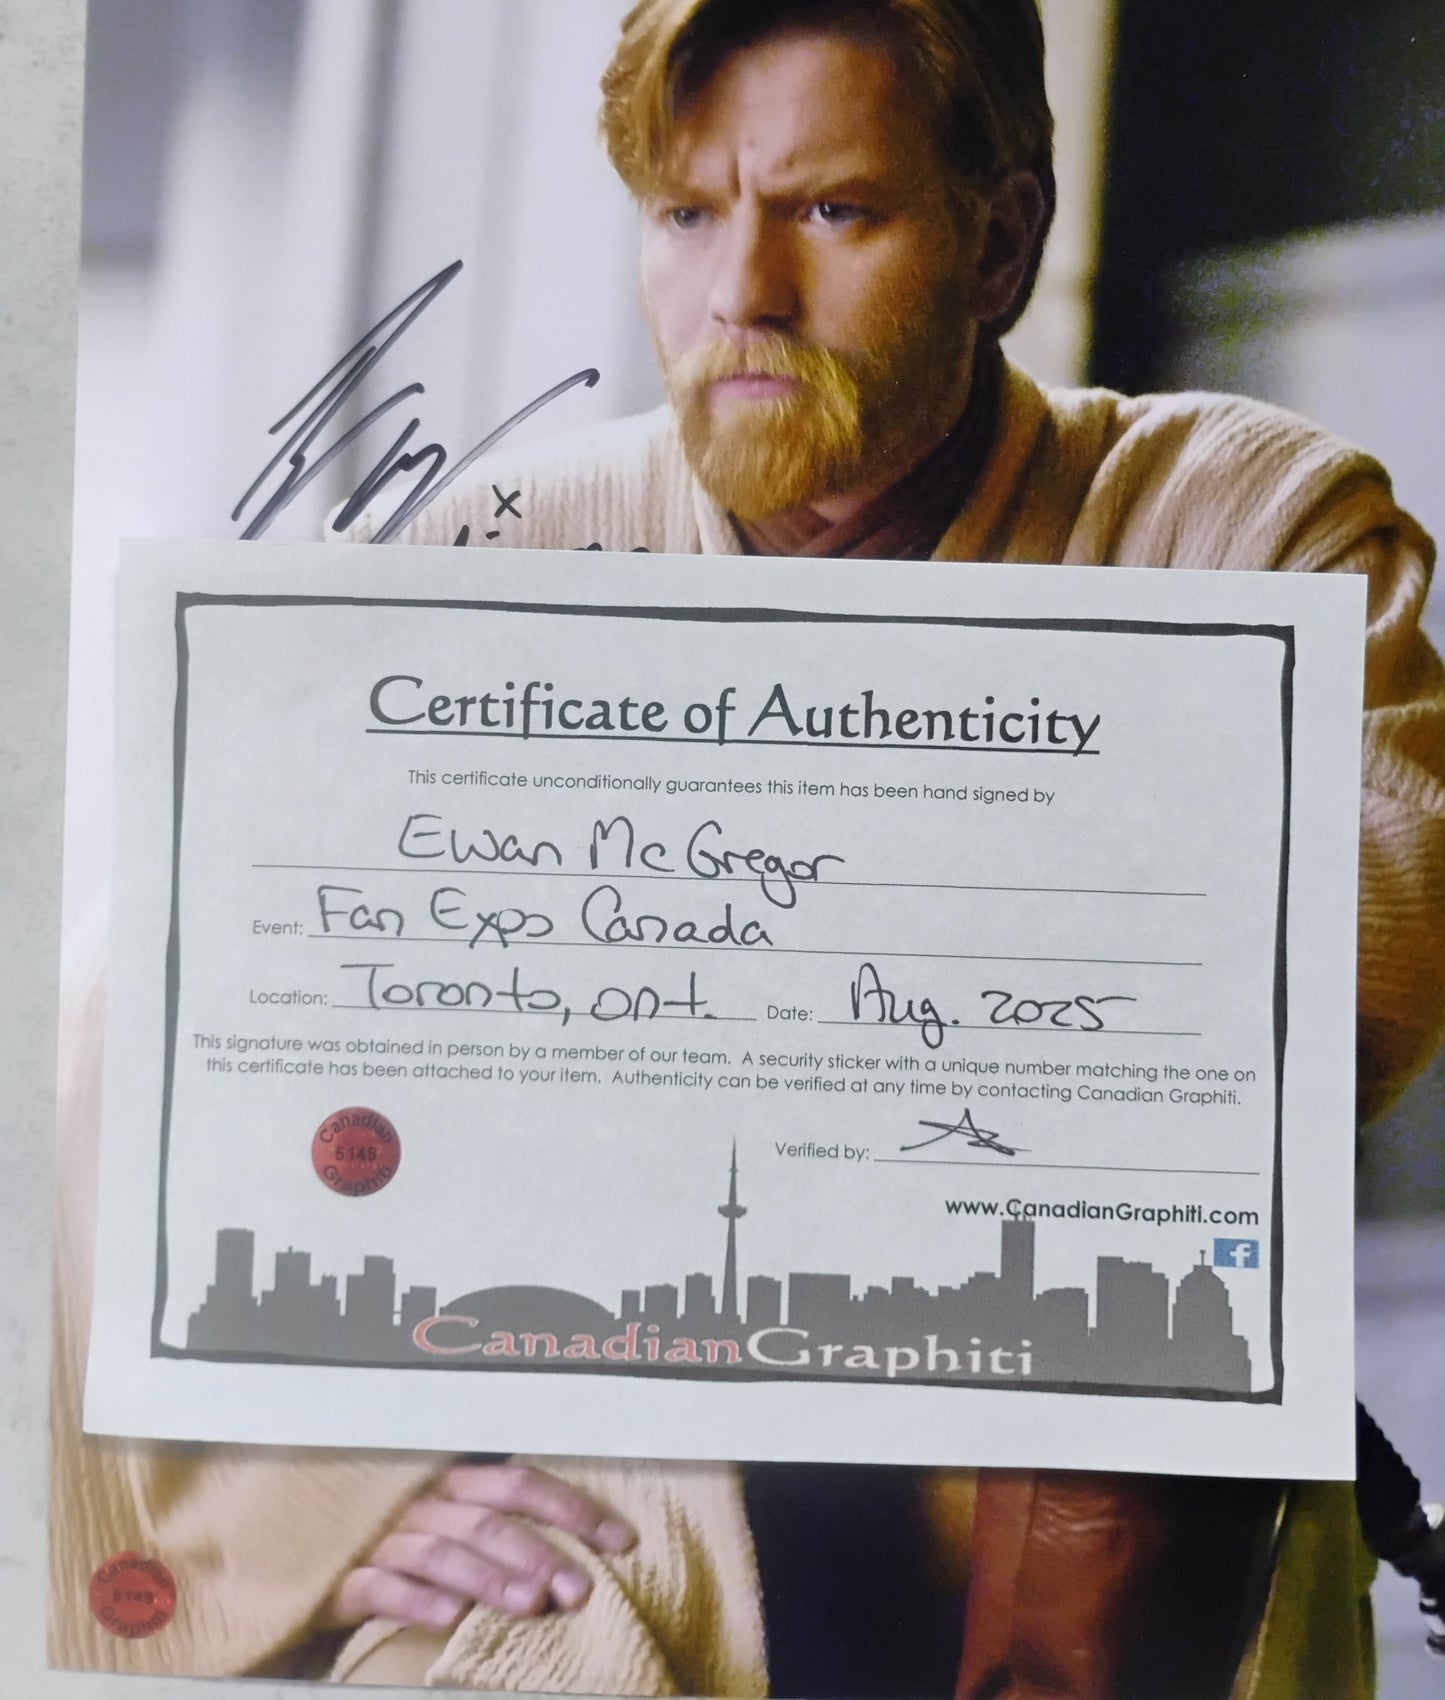 x
Certificate of Authenticity
This certificate unconditionally guarantees this item has been hand signed by
Ewan McGregor
Event: Fan Expo Canada
Location: Toronto, Ont. Date: Aug. 2025
This signature was obtained in person by a member of our team. A security sticker with a unique number matching the one on
this certificate has been attached to your item. Authenticity can be verified at any time by contacting Canadian Graphiti.
Canadian
5149
Graphiti
Verified by:
www.CanadianGraphiti.com
f
CanadianGraphiti
Canadian
5149
Graphiti